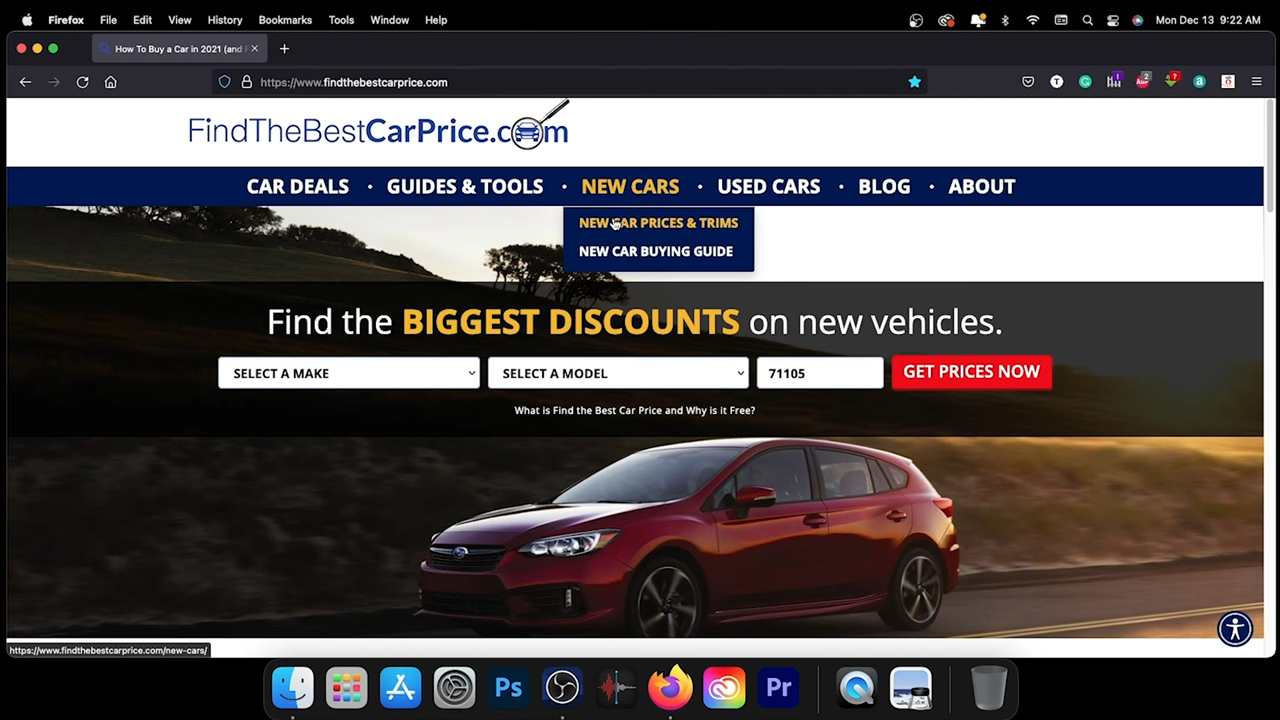 Firefox File Edit View History Bookmarks Tools Window Help Mon Dec 13 9:22 AM
How To Buy a Car in 2021 (and
https://www.findthebestcarprice.com
FindTheBestCarPrice.com
CAR DEALS · GUIDES & TOOLS · NEW CARS · USED CARS · BLOG · ABOUT
NEW CAR PRICES & TRIMS
NEW CAR BUYING GUIDE
Find the BIGGEST DISCOUNTS on new vehicles.
SELECT A MAKE SELECT A MODEL 71105 GET PRICES NOW
What is Find the Best Car Price and Why is it Free?
https://www.findthebestcarprice.com/new-cars/
Ps Pr